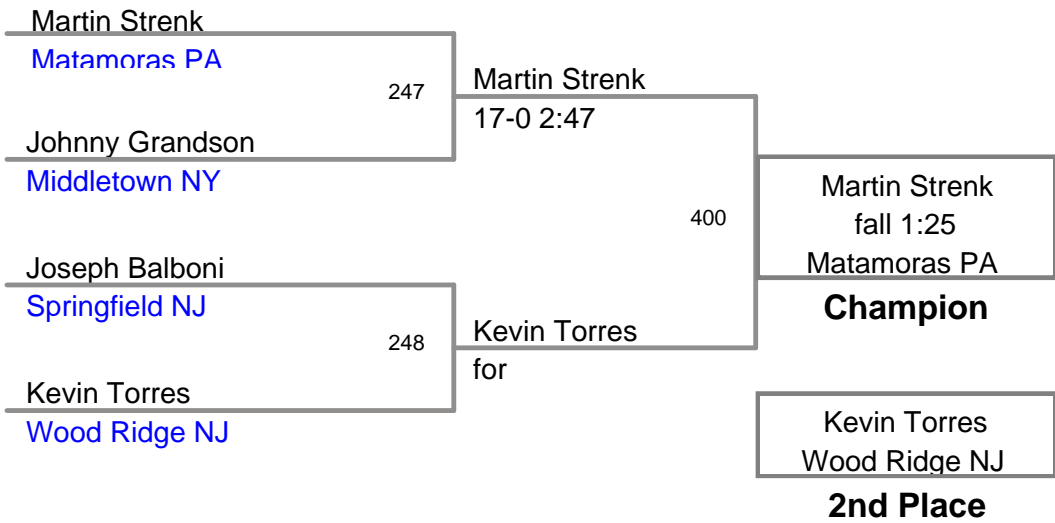 Martin Strenk
Matamoras PA
247
Martin Strenk
17-0 2:47
Johnny Grandson
Middletown NY
400
Martin Strenk
fall 1:25
Matamoras PA
Champion
Joseph Balboni
Springfield NJ
248
Kevin Torres
for
Kevin Torres
Wood Ridge NJ
Kevin Torres
Wood Ridge NJ
2nd Place